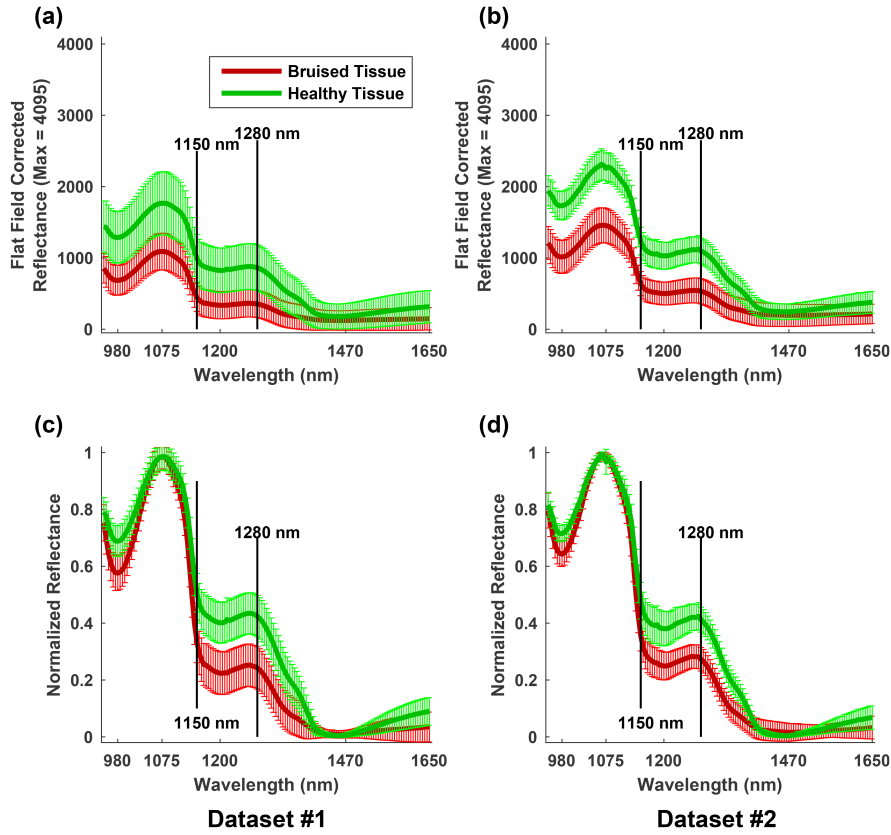 (a)
Flat Field Corrected
Reflectance (Max = 4095)
4000
3000
2000
1000
0
Bruised Tissue
Healthy Tissue
1150 nm
1280 nm
980
1075
1200
1470
1650
Wavelength (nm)
(b)
Flat Field Corrected
Reflectance (Max = 4095)
4000
3000
2000
1000
0
1150 nm
1280 nm
980
1075
1200
1470
1650
Wavelength (nm)
(c)
Normalized Reflectance
1
0.8
0.6
0.4
0.2
0
1280 nm
1150 nm
980
1075
1200
1470
1650
Wavelength (nm)
Dataset #1
(d)
Normalized Reflectance
1
0.8
0.6
0.4
0.2
0
1280 nm
1150 nm
980
1075
1200
1470
1650
Wavelength (nm)
Dataset #2